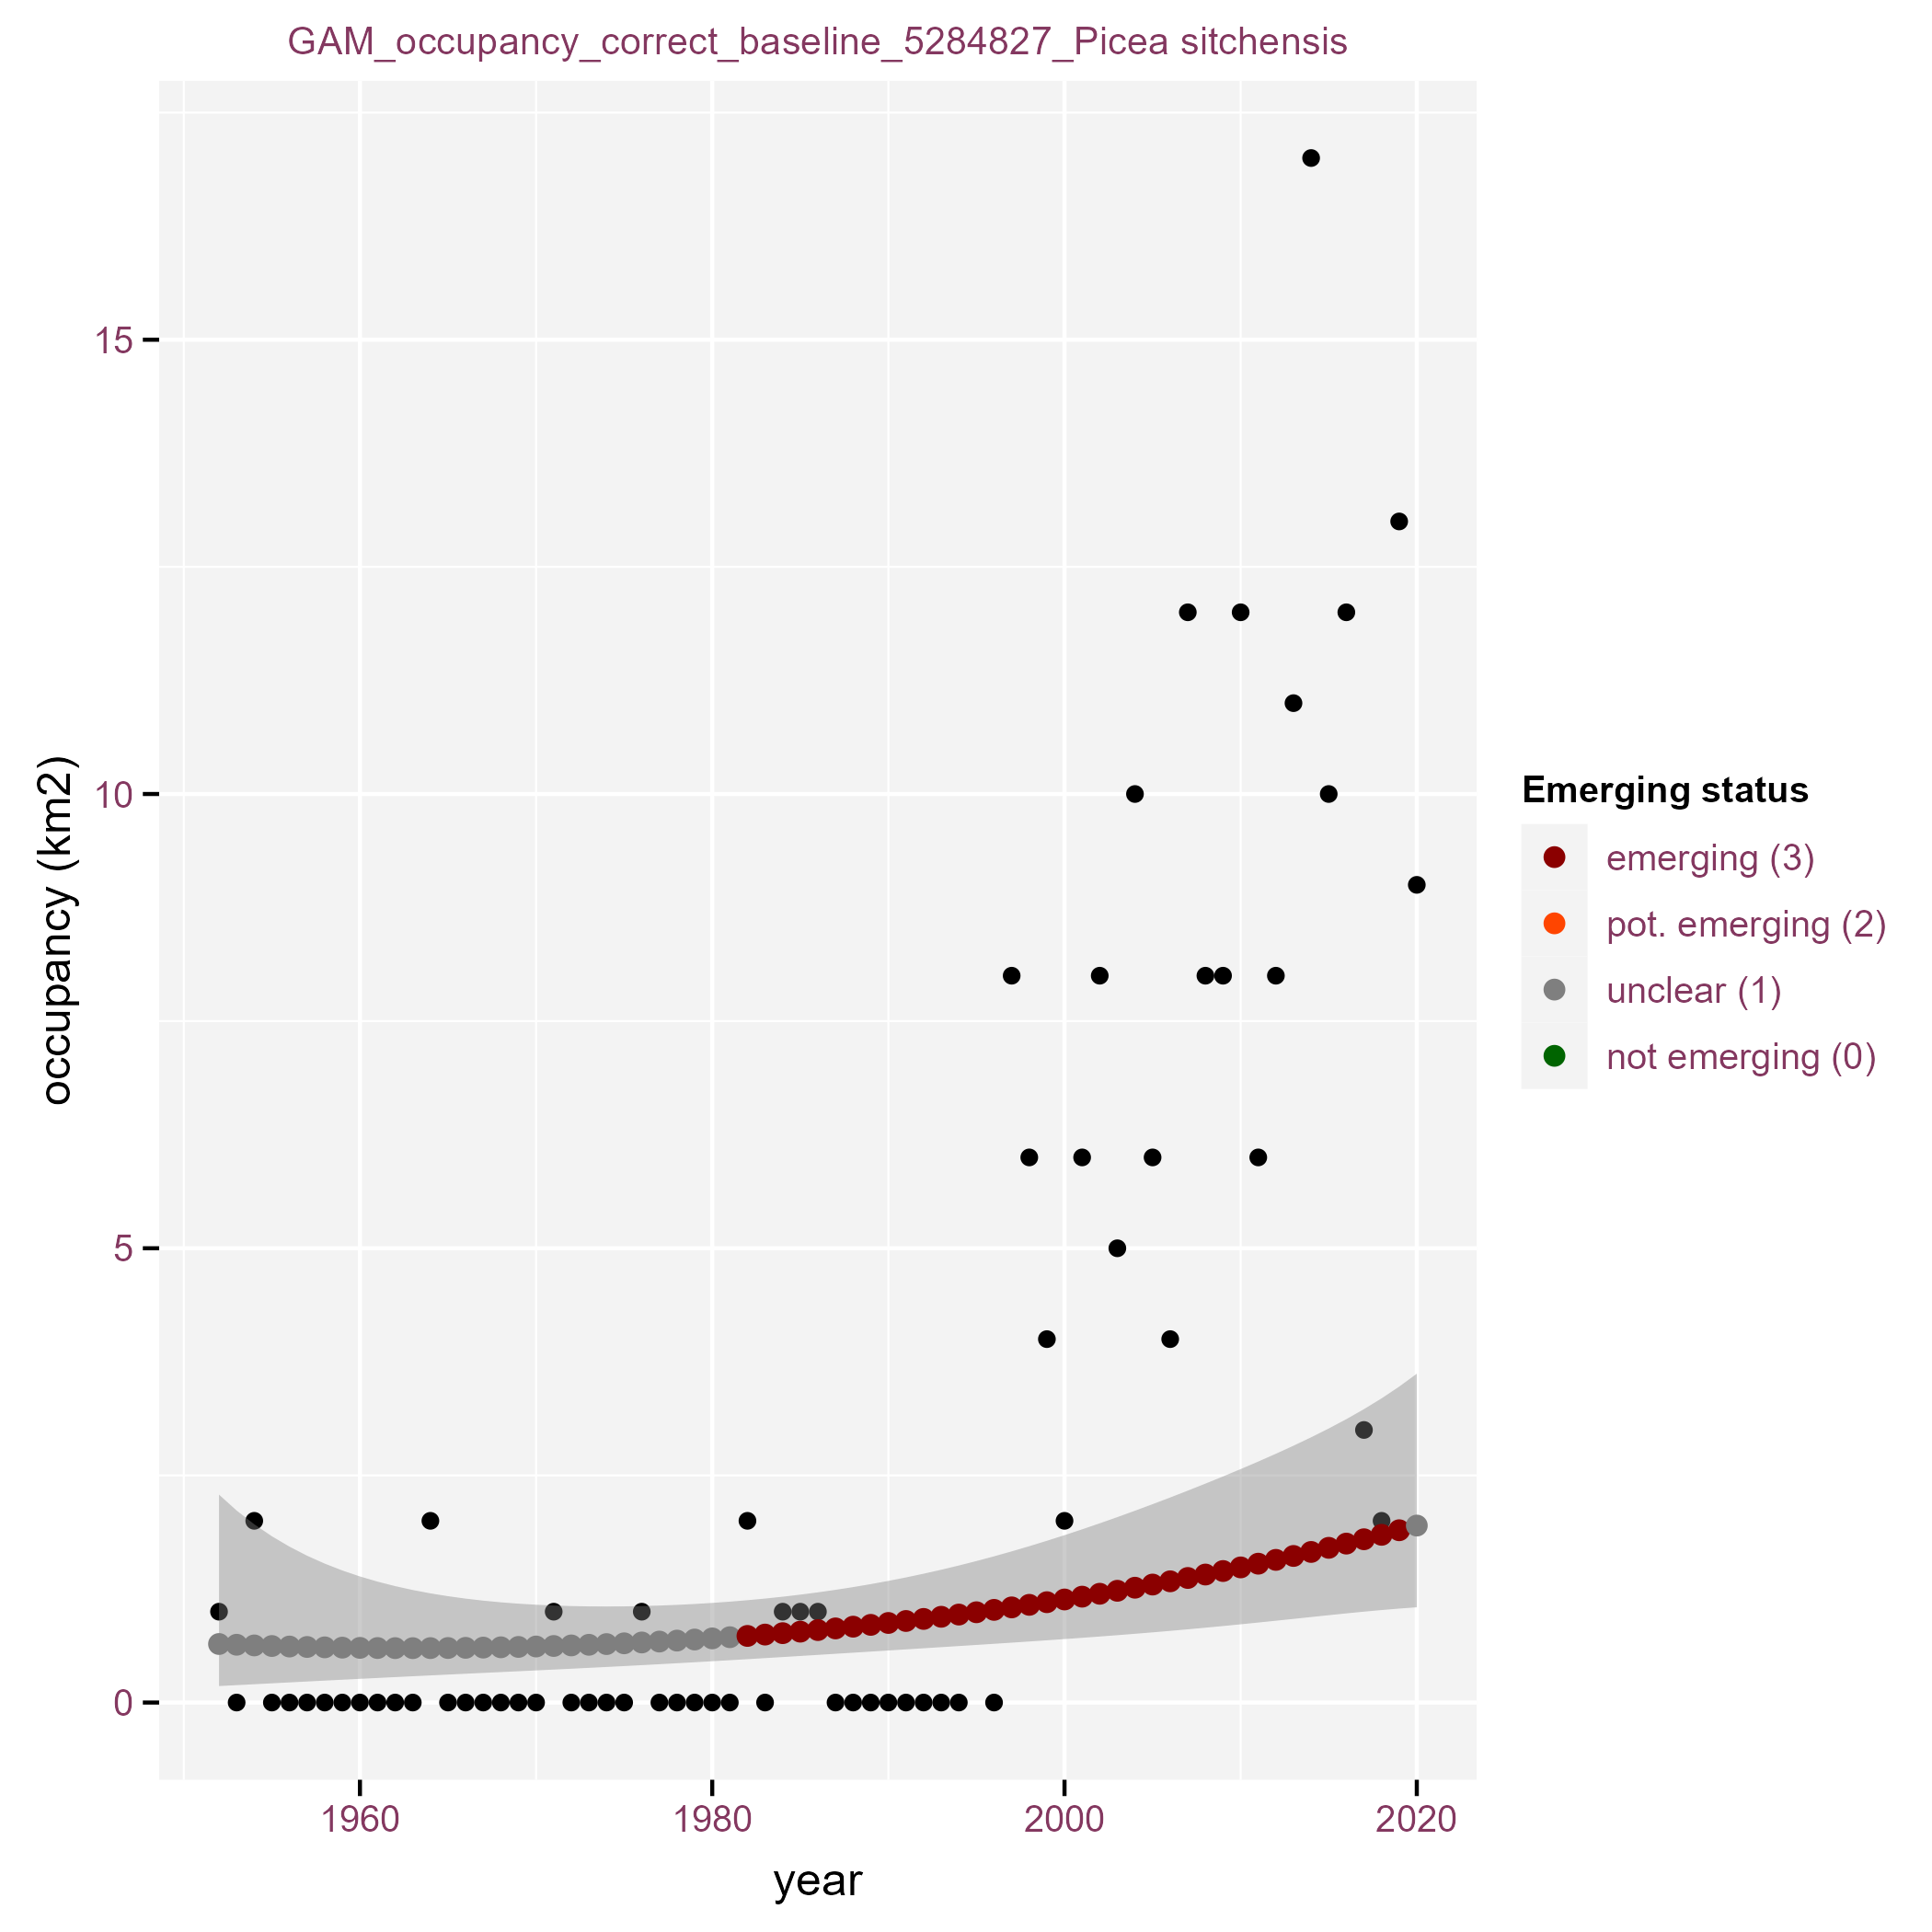 GAM_occupancy_correct_baseline_5284827_Picea sitchensis
15
10
5
0
occupancy (km2)
1960 1980 2000 2020
year
Emerging status
emerging (3)
pot. emerging (2)
unclear (1)
not emerging (0)